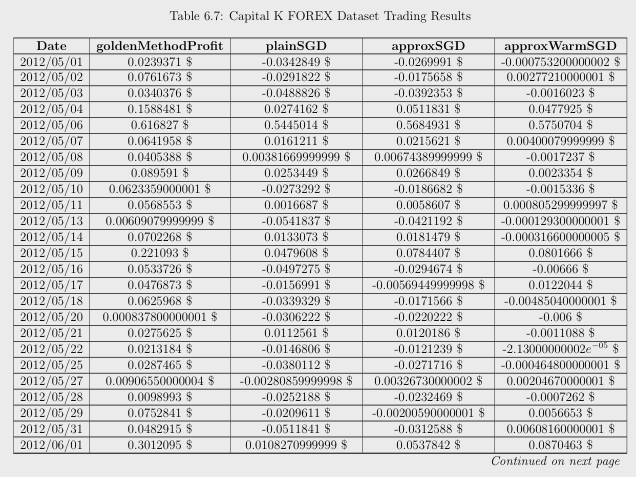 Table 6.7: Capital K FOREX Dataset Trading Results
Date goldenMethodProfit plainSGD approxSGD approxWarmSGD
2012/05/01 0.0239371 $ -0.0342849 $ -0.0269991 $ -0.000753200000002 $
2012/05/02 0.0761673 $ -0.0291822 $ -0.0175658 $ 0.00277210000001 $
2012/05/03 0.0340376 $ -0.0488826 $ -0.0392353 $ -0.0016023 $
2012/05/04 0.1588481 $ 0.0274162 $ 0.0511831 $ 0.0477925 $
2012/05/06 0.616827 $ 0.5445014 $ 0.5684931 $ 0.5750704 $
2012/05/07 0.0641958 $ 0.0161211 $ 0.0215621 $ 0.00400079999999 $
2012/05/08 0.0405388 $ 0.00381669999999 $ 0.00674389999999 $ -0.0017237 $
2012/05/09 0.089591 $ 0.0253449 $ 0.0266849 $ 0.0023354 $
2012/05/10 0.0623359000001 $ -0.0273292 $ -0.0186682 $ -0.0015336 $
2012/05/11 0.0568553 $ 0.0016687 $ 0.0058607 $ 0.000805299999997 $
2012/05/13 0.00609079999999 $ -0.0541837 $ -0.0421192 $ -0.000129300000001 $
2012/05/14 0.0702268 $ 0.0133073 $ 0.0181479 $ -0.000316600000005 $
2012/05/15 0.221093 $ 0.0479608 $ 0.0784407 $ 0.0801666 $
2012/05/16 0.0533726 $ -0.0497275 $ -0.0294674 $ -0.00666 $
2012/05/17 0.0476873 $ -0.0156991 $ -0.00569449999998 $ 0.0122044 $
2012/05/18 0.0625968 $ -0.0339329 $ -0.0171566 $ -0.00485040000001 $
2012/05/20 0.000837800000001 $ -0.0306222 $ -0.0220222 $ -0.006 $
2012/05/21 0.0275625 $ 0.0112561 $ 0.0120186 $ -0.0011088 $
2012/05/22 0.0213184 $ -0.0146806 $ -0.0121239 $ -2.13000000002e⁻⁰⁵ $
2012/05/25 0.0287465 $ -0.0380112 $ -0.0271716 $ -0.000464800000001 $
2012/05/27 0.00906550000004 $ -0.00280859999998 $ 0.00326730000002 $ 0.00204670000001 $
2012/05/28 0.0098993 $ -0.0252188 $ -0.0232469 $ -0.0007262 $
2012/05/29 0.0752841 $ -0.0209611 $ -0.00200590000001 $ 0.0056653 $
2012/05/31 0.0482915 $ -0.0511841 $ -0.0312588 $ 0.00608160000001 $
2012/06/01 0.3012095 $ 0.0108270999999 $ 0.0537842 $ 0.0870463 $
Continued on next page